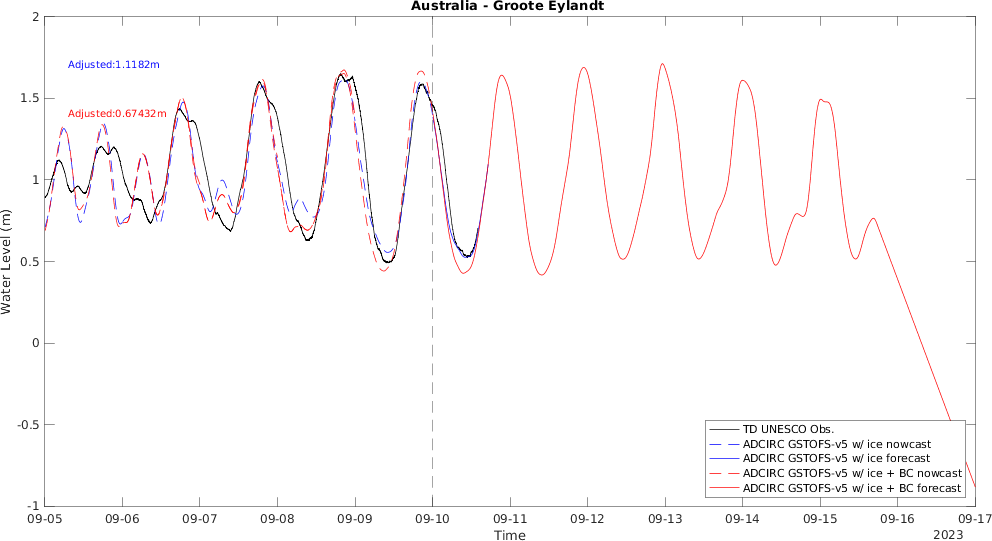 Australia - Groote Eylandt
Adjusted:1.1182m
Adjusted:0.67432m
Water Level (m)
2
1.5
1
0.5
0
-0.5
-1
TD UNESCO Obs.
ADCIRC GSTOFS-v5 w/ ice nowcast
ADCIRC GSTOFS-v5 w/ ice forecast
ADCIRC GSTOFS-v5 w/ ice + BC nowcast
ADCIRC GSTOFS-v5 w/ ice + BC forecast
09-05 09-06 09-07 09-08 09-09 09-10 09-11 09-12 09-13 09-14 09-15 09-16 09-17
Time
2023